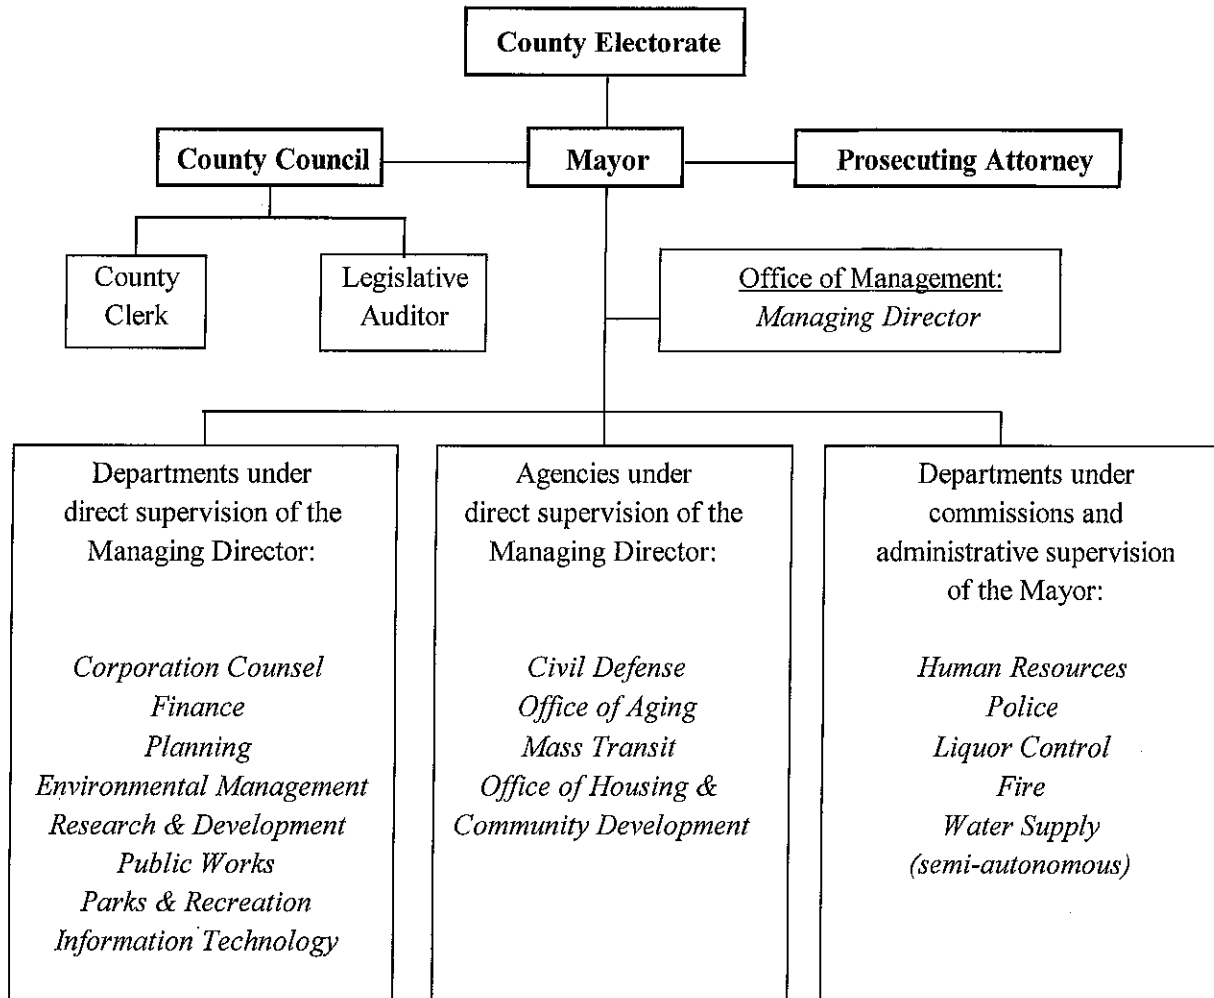 County Electorate
County Council
Mayor
Prosecuting Attorney
County
Clerk
Legislative
Auditor
Office of Management:
Managing Director
Departments under
direct supervision of the
Managing Director:
Corporation Counsel
Finance
Planning
Environmental Management
Research & Development
Public Works
Parks & Recreation
Information Technology
Agencies under
direct supervision of the
Managing Director:
Civil Defense
Office of Aging
Mass Transit
Office of Housing &
Community Development
Departments under
commissions and
administrative supervision
of the Mayor:
Human Resources
Police
Liquor Control
Fire
Water Supply
(semi-autonomous)